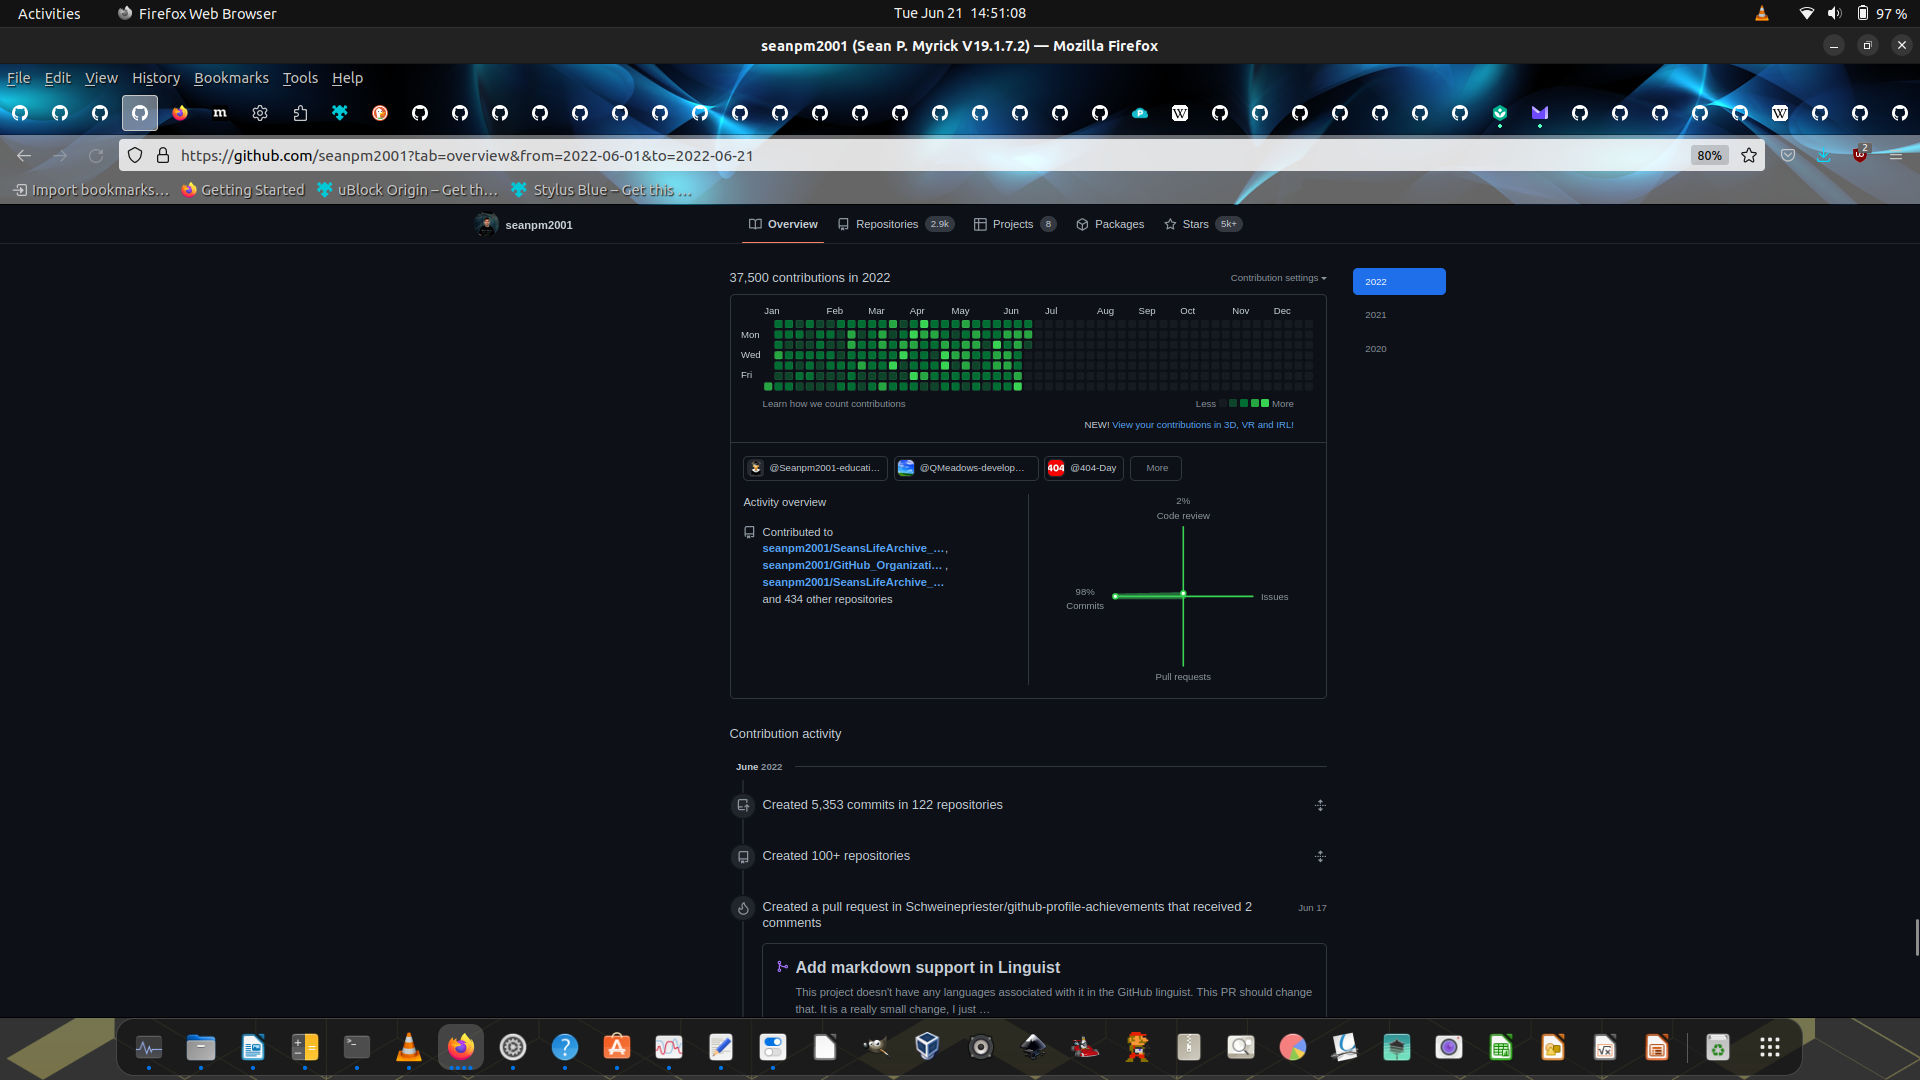 Activities
Firefox Web Browser
Tue Jun 21 14:51:08
97 %
seanpm2001 (Sean P. Myrick V19.1.7.2) — Mozilla Firefox
File Edit View History Bookmarks Tools Help
https://github.com/seanpm2001?tab=overview&from=2022-06-01&to=2022-06-21
80%
2
Import bookmarks…
Getting Started
uBlock Origin – Get th…
Stylus Blue – Get this …
seanpm2001
Overview
Repositories 2.9k
Projects 8
Packages
Stars 5k+
37,500 contributions in 2022
Contribution settings
2022
2021
2020
Jan Feb Mar Apr May Jun Jul Aug Sep Oct Nov Dec
Mon
Wed
Fri
Learn how we count contributions
Less
More
NEW! View your contributions in 3D, VR and IRL!
@Seanpm2001-educati…
@QMeadows-develop…
404 @404-Day
More
Activity overview
Contributed to
seanpm2001/SeansLifeArchive_…,
seanpm2001/GitHub_Organizati… ,
seanpm2001/SeansLifeArchive_…
and 434 other repositories
2%
Code review
98%
Commits
Issues
Pull requests
Contribution activity
June 2022
Created 5,353 commits in 122 repositories
Created 100+ repositories
Created a pull request in Schweinepriester/github-profile-achievements that received 2
comments
Jun 17
Add markdown support in Linguist
This project doesn't have any languages associated with it in the GitHub linguist. This PR should change
that. It is a really small change, I just …